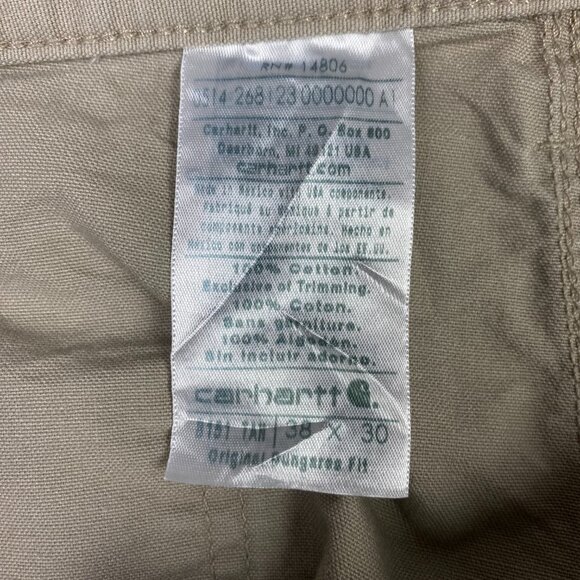 RN# 14806
0514-268123 0000000 A1
Carhartt, Inc. P. O. Box 600
Dearborn, MI 48121 USA
carhartt.com
Made in Mexico with USA components.
Fabriqué au Mexique à partir de
composants américains. Hecho en
México con componentes de los EE.UU.
100% Cotton.
Exclusive of Trimming.
100% Coton.
Sans garniture.
100% Algodón.
Sin incluir Adorno.
carhartt
B151 TAN 38 X 30
Original Dungaree Fit